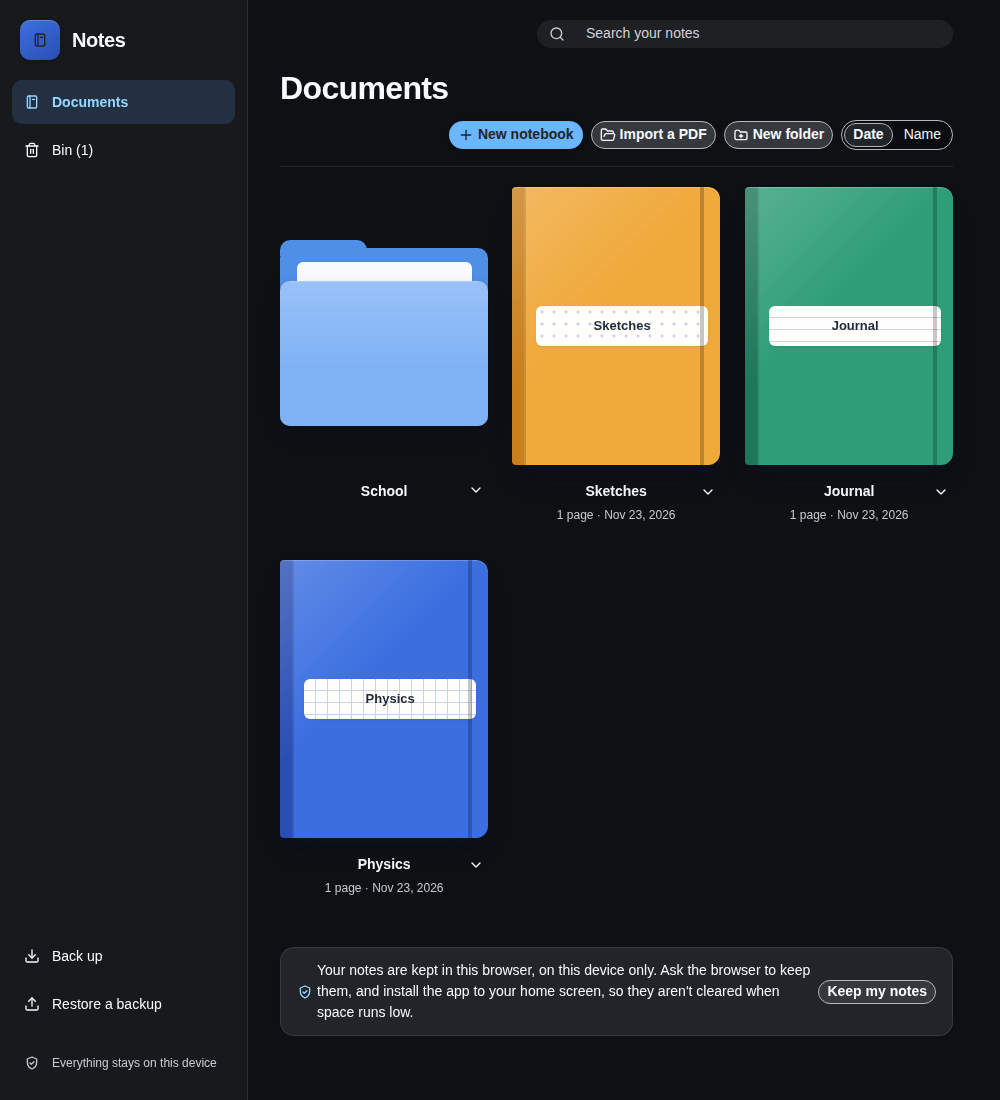 Notes
Documents
Bin (1)
Back up
Restore a backup
Everything stays on this device
Search your notes
Documents
New notebook
Import a PDF
New folder
Date
Name
Sketches
Journal
School
Sketches
1 page · Nov 23, 2026
Journal
1 page · Nov 23, 2026
Physics
Physics
1 page · Nov 23, 2026
Your notes are kept in this browser, on this device only. Ask the browser to keep
them, and install the app to your home screen, so they aren't cleared when
space runs low.
Keep my notes